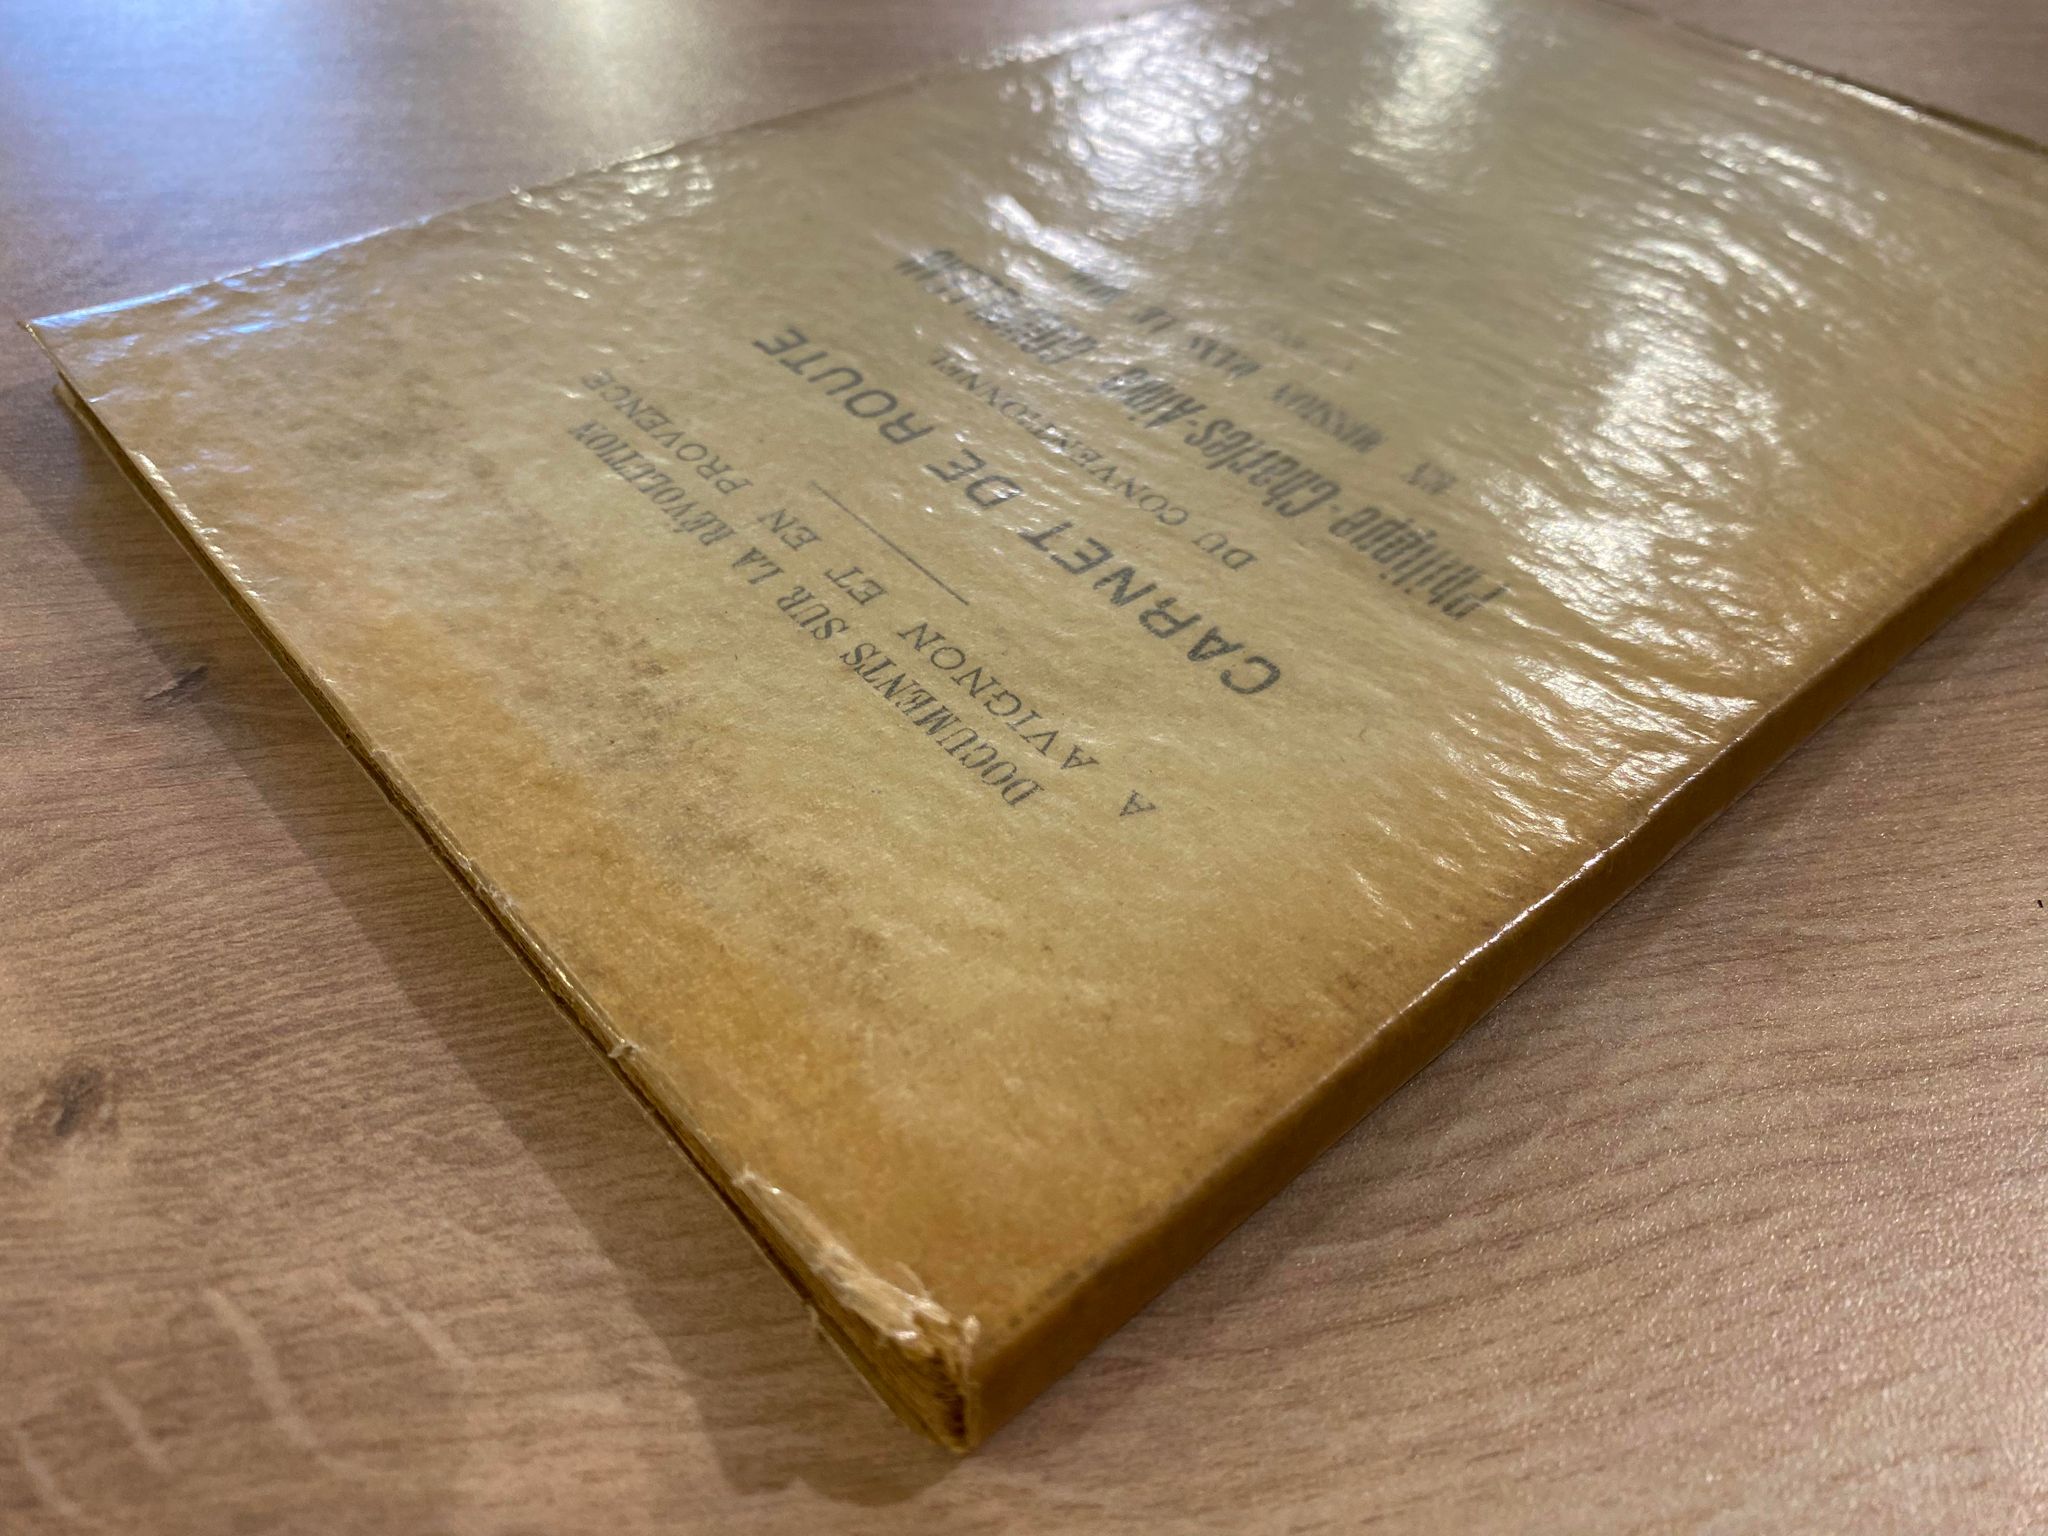 DOCUMENTS SUR LA RÉVOLUTION
A AVIGNON ET EN PROVENCE
CARNET DE ROUTE
DU CONVENTIONNEL
Philippe-Charles-Aimé
EN MISSION DANS LE